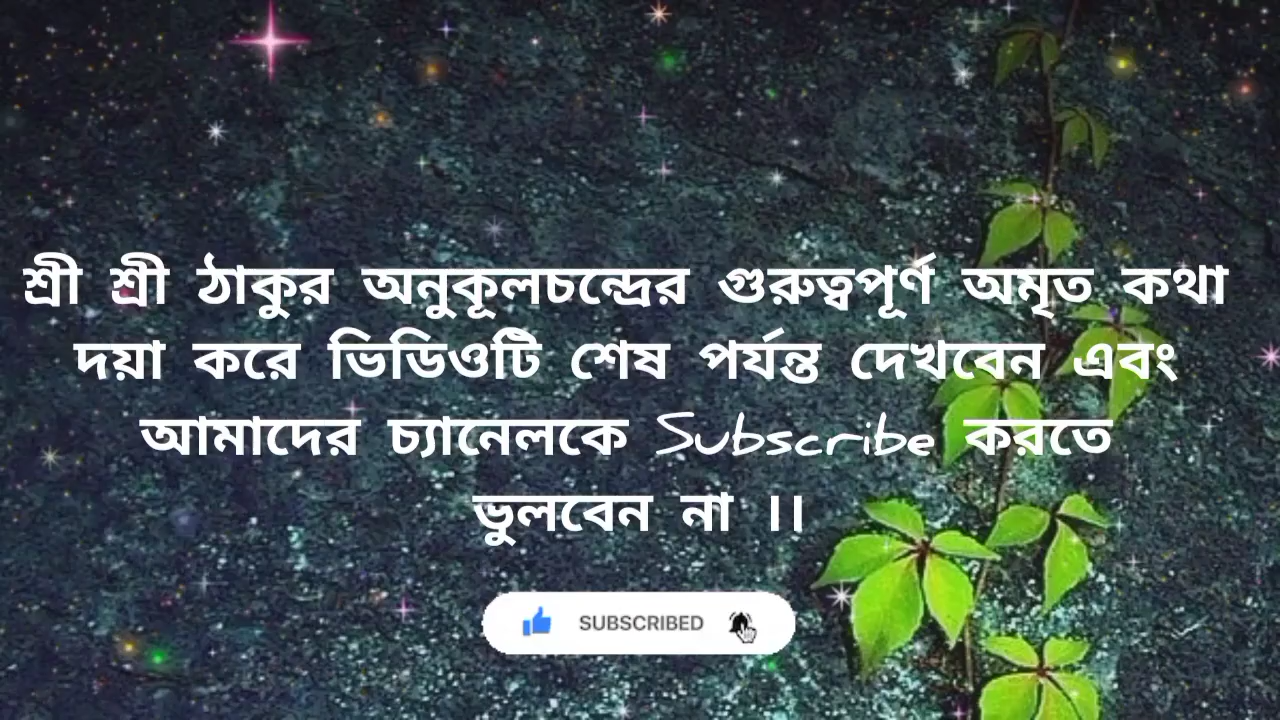 শ্রী শ্রী ঠাকুর অনুকূলচন্দ্রের গুরুত্বপূর্ণ অমৃত কথা
দয়া করে ভিডিওটি শেষ পর্যন্ত দেখবেন এবং
আমাদের চ্যানেলকে Subscribe করতে
ভুলবেন না ।।
SUBSCRIBED